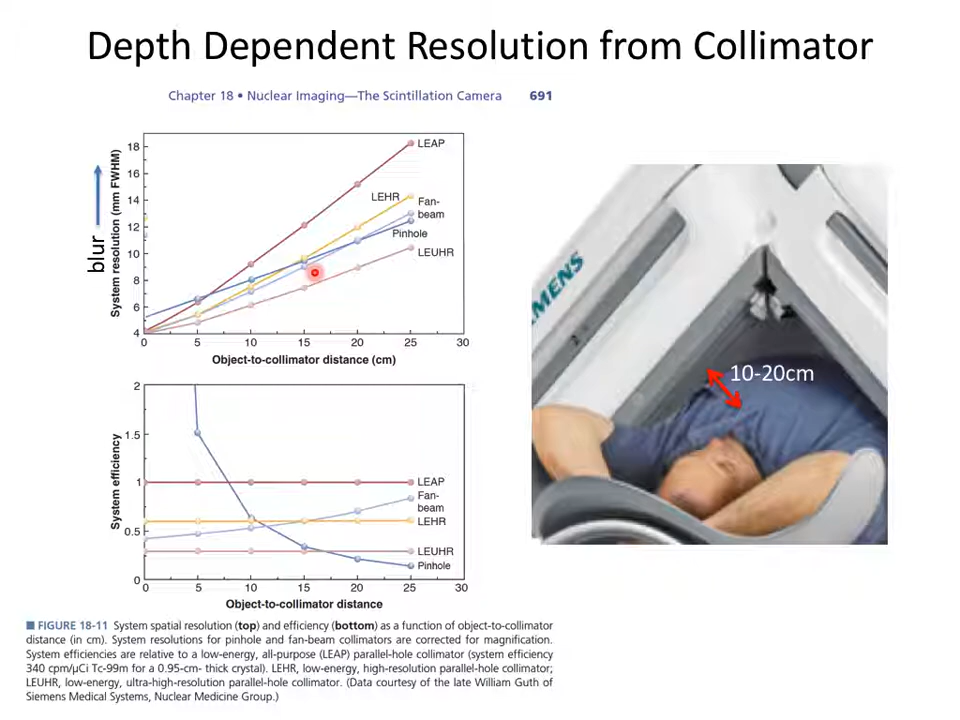 Depth Dependent Resolution from Collimator
Chapter 18 • Nuclear Imaging—The Scintillation Camera 691
blur
System resolution (mm FWHM)
18
16
14
12
10
8
6
4
0 5 10 15 20 25 30
LEAP
LEHR
Fan-
beam
Pinhole
LEUHR
Object-to-collimator distance (cm)
System efficiency
2
1.5
1
0.5
0
0 5 10 15 20 25 30
LEAP
Fan-
beam
LEHR
LEUHR
Pinhole
Object-to-collimator distance
■ FIGURE 18-11 System spatial resolution (top) and efficiency (bottom) as a function of object-to-collimator
distance (in cm). System resolutions for pinhole and fan-beam collimators are corrected for magnification.
System efficiencies are relative to a low-energy, all-purpose (LEAP) parallel-hole collimator (system efficiency
340 cpm/µCi Tc-99m for a 0.95-cm- thick crystal). LEHR, low-energy, high-resolution parallel-hole collimator;
LEUHR, low-energy, ultra-high-resolution parallel-hole collimator. (Data courtesy of the late William Guth of
Siemens Medical Systems, Nuclear Medicine Group.)
EMENS
10-20cm